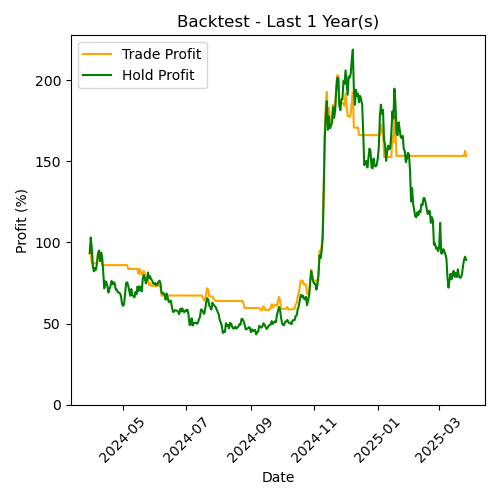 Backtest - Last 1 Year(s)
Trade Profit
Hold Profit
Profit (%)
200
150
100
50
0
2024-05
2024-07
2024-09
2024-11
2025-01
2025-03
Date